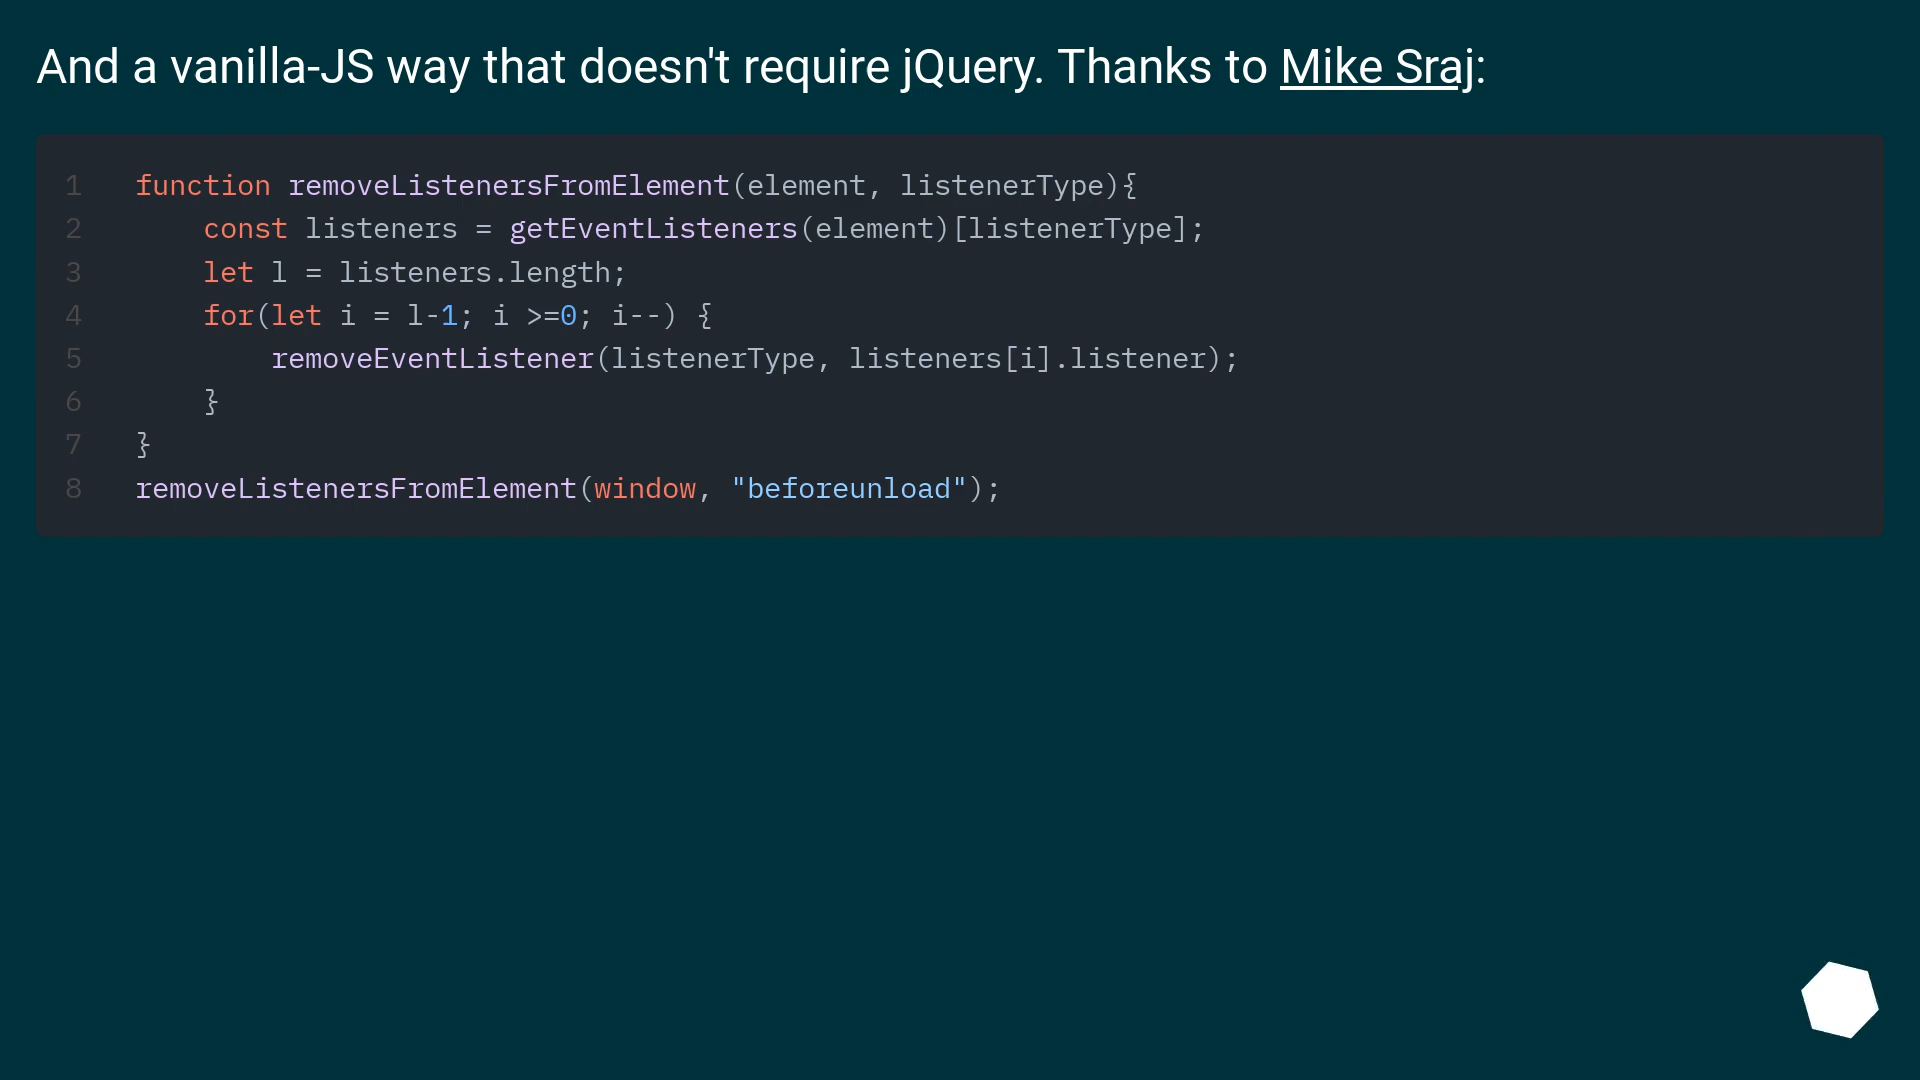 And a vanilla-JS way that doesn't require jQuery. Thanks to Mike Sraj:
1 function removeListenersFromElement(element, listenerType){
2     const listeners = getEventListeners(element)[listenerType];
3     let l = listeners.length;
4     for(let i = l-1; i >=0; i--) {
5         removeEventListener(listenerType, listeners[i].listener);
6     }
7 }
8 removeListenersFromElement(window, "beforeunload");